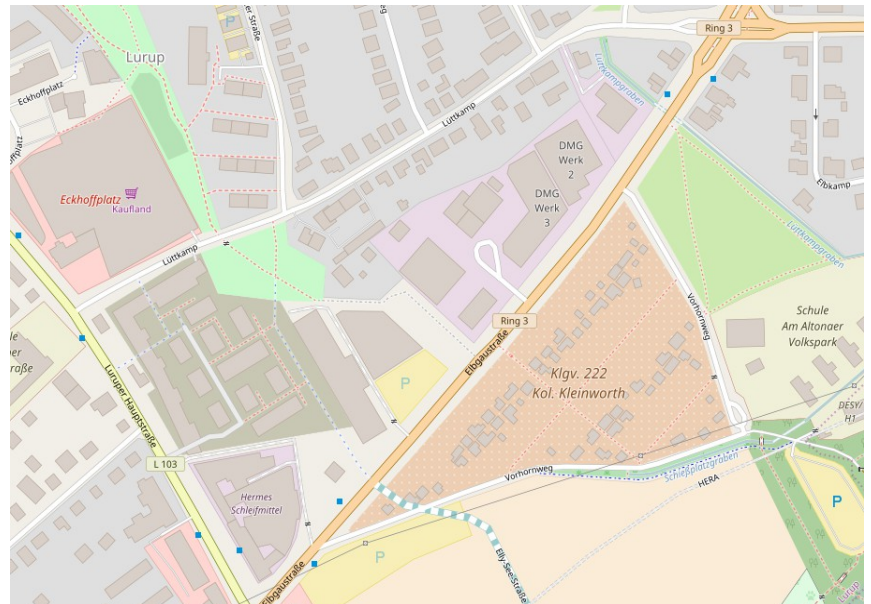 P
Ring 3
Lurup
Lüttkamp
Luttkampgraben
Eckhoffplatz
DMG
Werk
2
DMG
Werk
3
Elbkamp
Eckhoffplatz
Kaufland
Lüttkamp
Luttkampgraben
Vorhornweg
Schule
Am Altonaer
Volkspark
Ring 3
Elbgaustraße
Klgv. 222
Kol. Kleinworth
P
Luruper Hauptstraße
DESY/
H1
L 103
Vorhornweg
Schießplatzgraben
HERA
P
Hermes
Schleifmittel
P
Elly-See-Straße
Elbgaustraße
Lurup